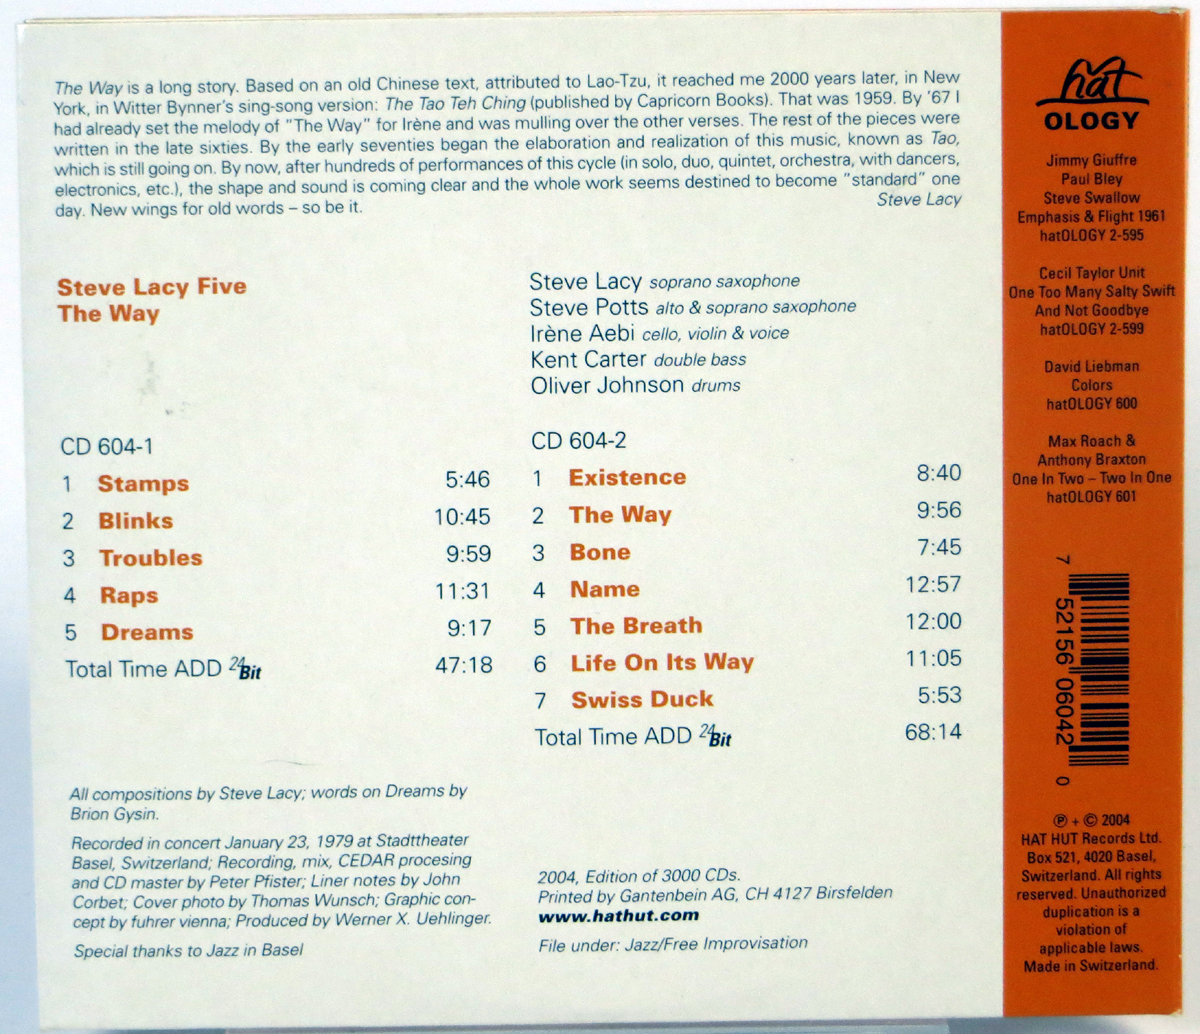 The Way is a long story. Based on an old Chinese text, attributed to Lao-Tzu, it reached me 2000 years later, in New
York, in Witter Bynner's sing-song version: The Tao Teh Ching (published by Capricorn Books). That was 1959. By '67 I
had already set the melody of "The Way" for Irène and was mulling over the other verses. The rest of the pieces were
written in the late sixties. By the early seventies began the elaboration and realization of this music, known as Tao,
which is still going on. By now, after hundreds of performances of this cycle (in solo, duo, quintet, orchestra, with dancers,
electronics, etc.), the shape and sound is coming clear and the whole work seems destined to become "standard" one
day. New wings for old words – so be it.
Steve Lacy
Steve Lacy Five
The Way
Steve Lacy soprano saxophone
Steve Potts alto & soprano saxophone
Irène Aebi cello, violin & voice
Kent Carter double bass
Oliver Johnson drums
CD 604-1
1 Stamps 5:46
2 Blinks 10:45
3 Troubles 9:59
4 Raps 11:31
5 Dreams 9:17
Total Time ADD 24Bit 47:18
CD 604-2
1 Existence 8:40
2 The Way 9:56
3 Bone 7:45
4 Name 12:57
5 The Breath 12:00
6 Life On Its Way 11:05
7 Swiss Duck 5:53
Total Time ADD 24Bit 68:14
All compositions by Steve Lacy; words on Dreams by
Brion Gysin.
Recorded in concert January 23, 1979 at Stadttheater
Basel, Switzerland; Recording, mix, CEDAR procesing
and CD master by Peter Pfister; Liner notes by John
Corbet; Cover photo by Thomas Wunsch; Graphic con-
cept by fuhrer vienna; Produced by Werner X. Uehlinger.
Special thanks to Jazz in Basel
2004, Edition of 3000 CDs.
Printed by Gantenbein AG, CH 4127 Birsfelden
www.hathut.com
File under: Jazz/Free Improvisation
hat
OLOGY
Jimmy Giuffre
Paul Bley
Steve Swallow
Emphasis & Flight 1961
hatOLOGY 2-595
Cecil Taylor Unit
One Too Many Salty Swift
And Not Goodbye
hatOLOGY 2-599
David Liebman
Colors
hatOLOGY 600
Max Roach &
Anthony Braxton
One In Two – Two In One
hatOLOGY 601
7 52156 06042 0
℗ + © 2004
HAT HUT Records Ltd.
Box 521, 4020 Basel,
Switzerland. All rights
reserved. Unauthorized
duplication is a
violation of
applicable laws.
Made in Switzerland.